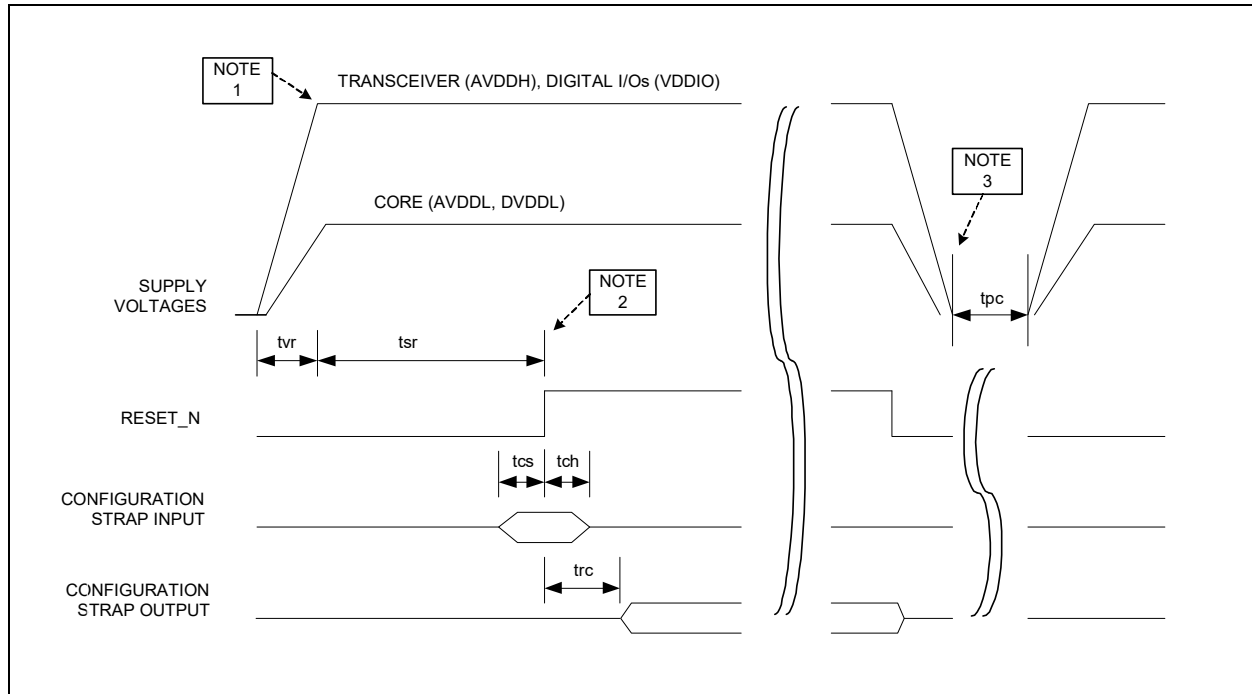 NOTE
1
TRANSCEIVER (AVDDH), DIGITAL I/Os (VDDIO)
NOTE
3
CORE (AVDDL, DVDDL)
SUPPLY
VOLTAGES
NOTE
2
tpc
tvr
tsr
RESET_N
tcs
tch
CONFIGURATION
STRAP INPUT
trc
CONFIGURATION
STRAP OUTPUT